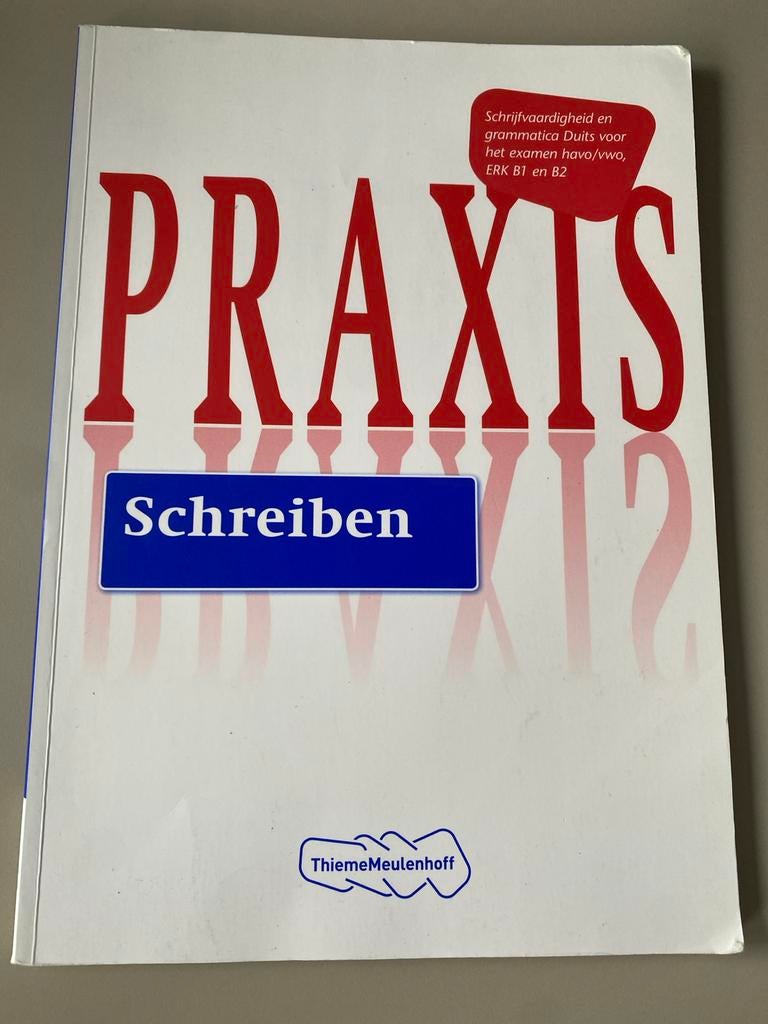 Schrijfvaardigheid en
grammatica Duits voor
het examen havo/vwo,
ERK B1 en B2
PRAXIS
Schreiben
ThiemeMeulenhoff